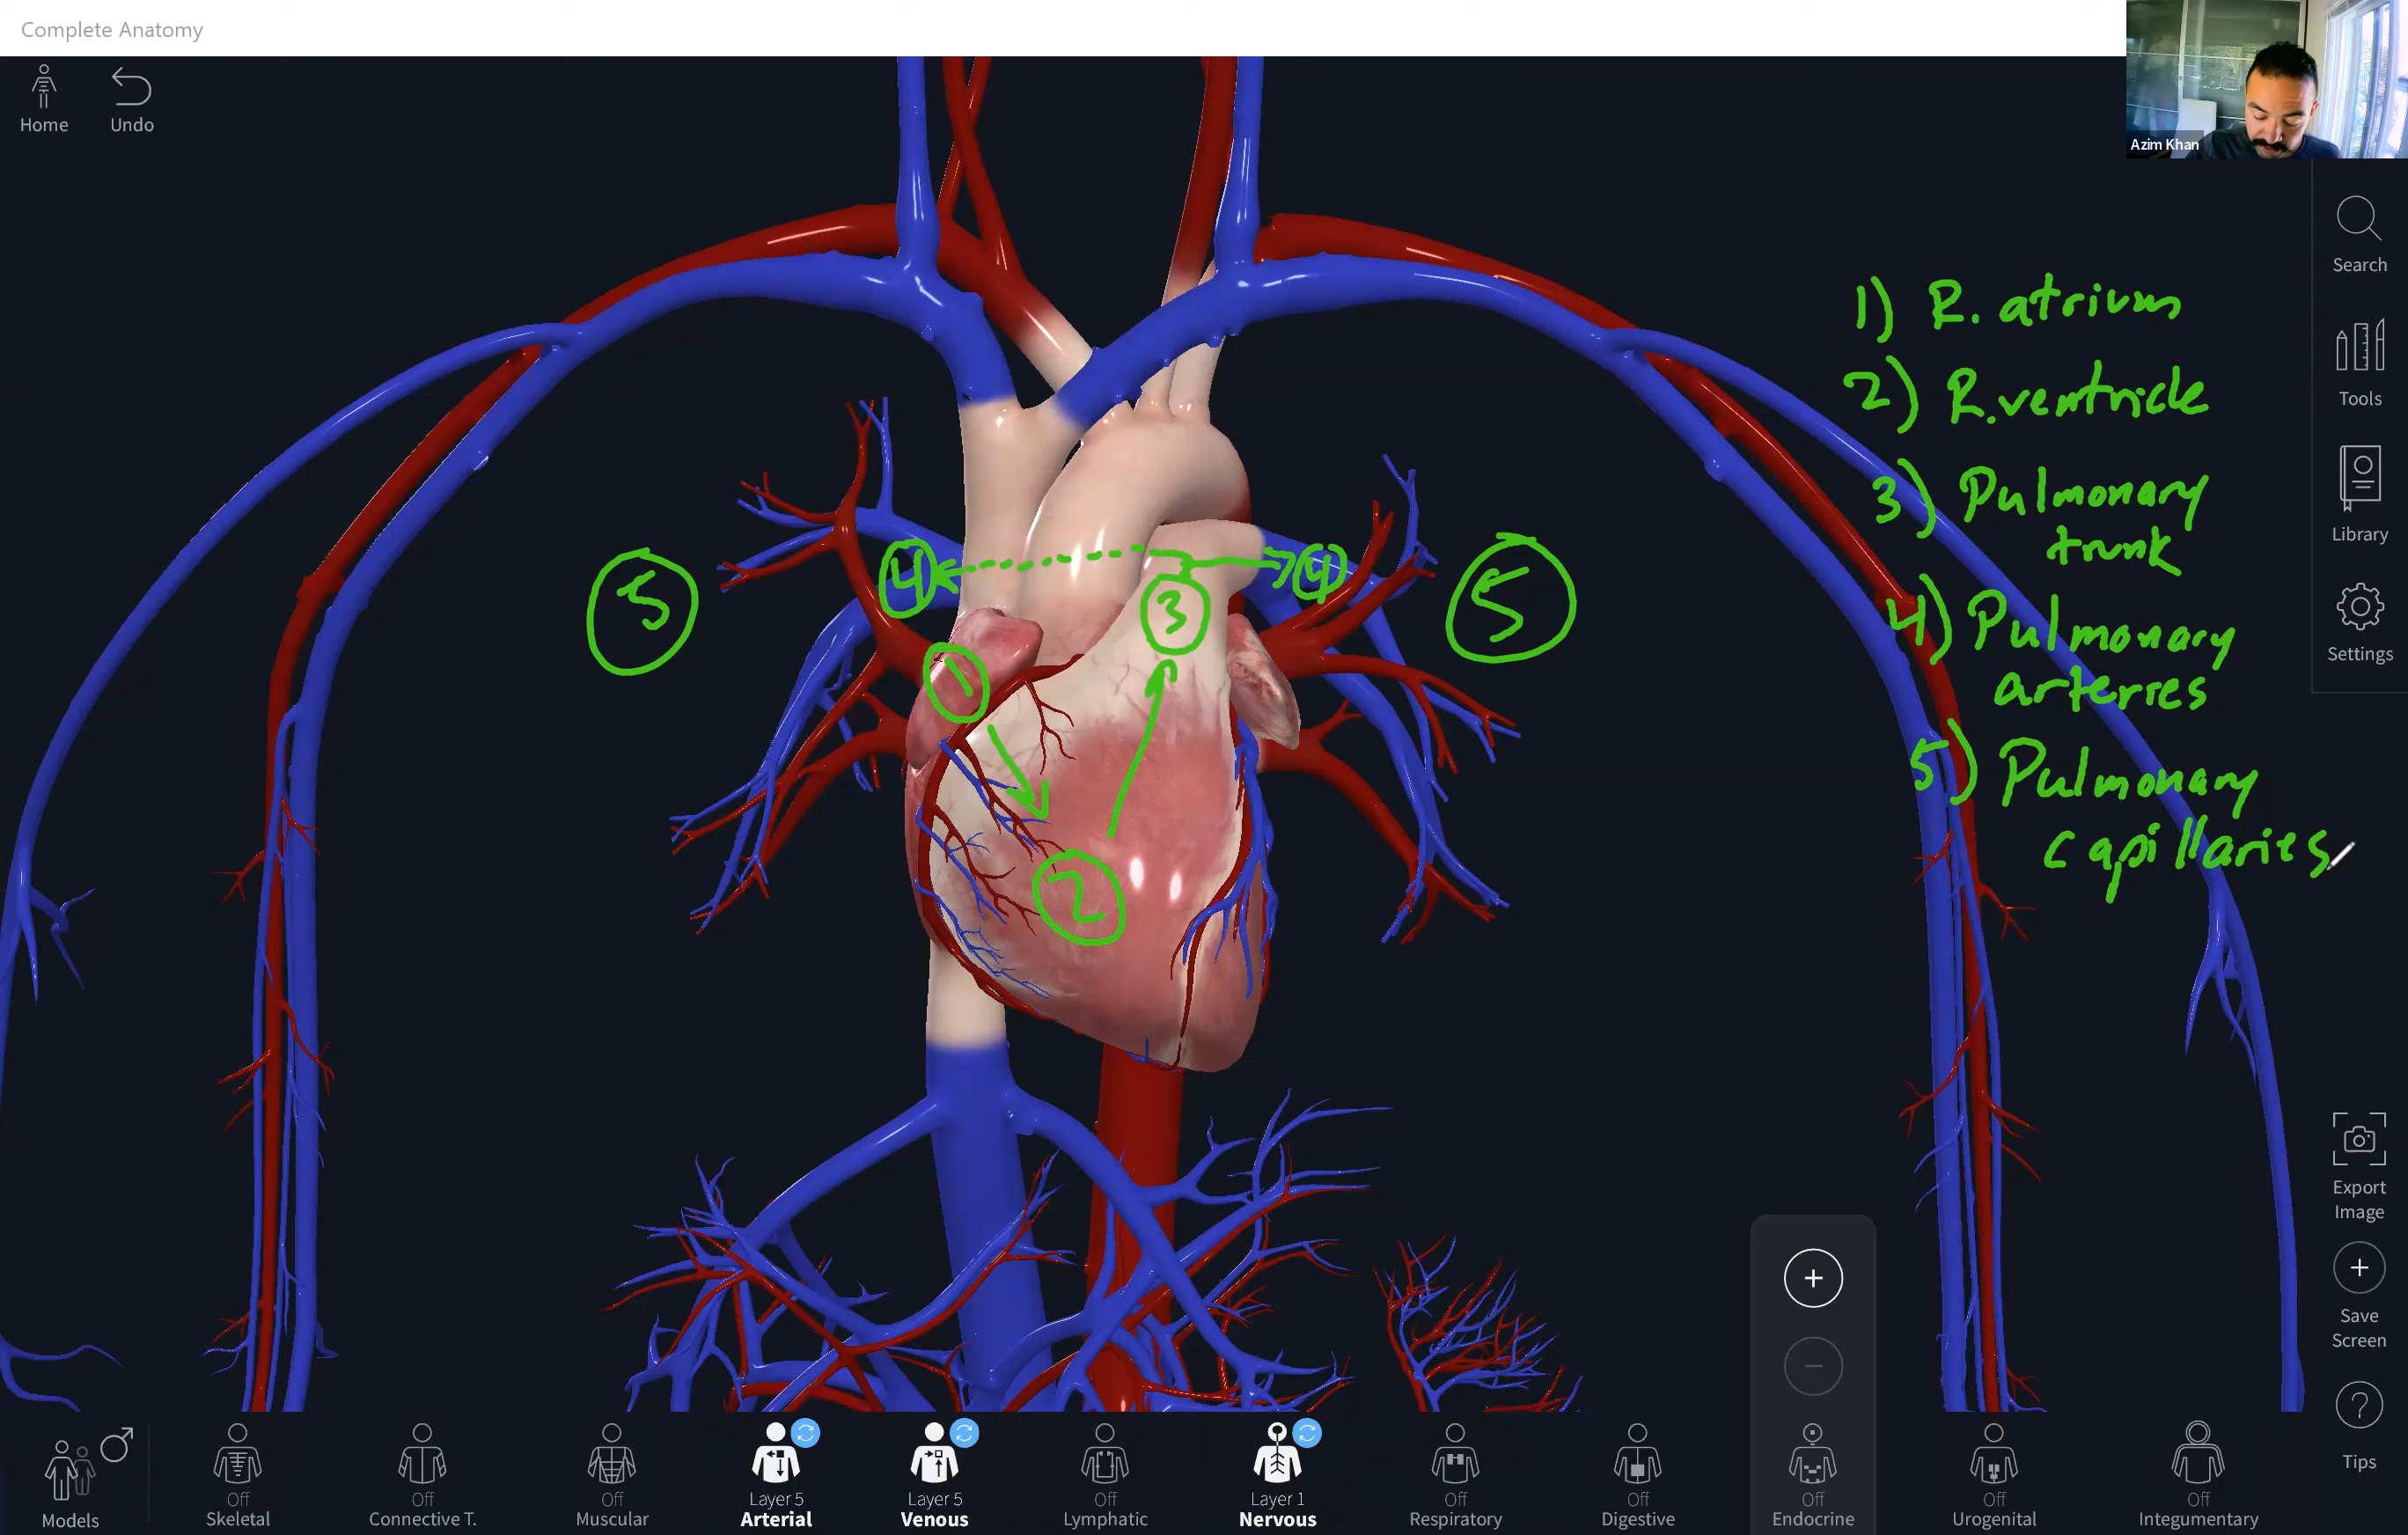 Complete Anatomy
Home
Undo
Azim Khan
Search
Tools
Library
Settings
1) R. atrium
2) R. ventricle
3) Pulmonary
trunk
4) Pulmonary
arteries
5) Pulmonary
capillaries
4
4
5
5
3
1
2
Export
Image
Save
Screen
Tips
Models
Off
Skeletal
Off
Connective T.
Off
Muscular
Layer 5
Arterial
Layer 5
Venous
Off
Lymphatic
Layer 1
Nervous
Off
Respiratory
Off
Digestive
Off
Endocrine
Off
Urogenital
Off
Integumentary